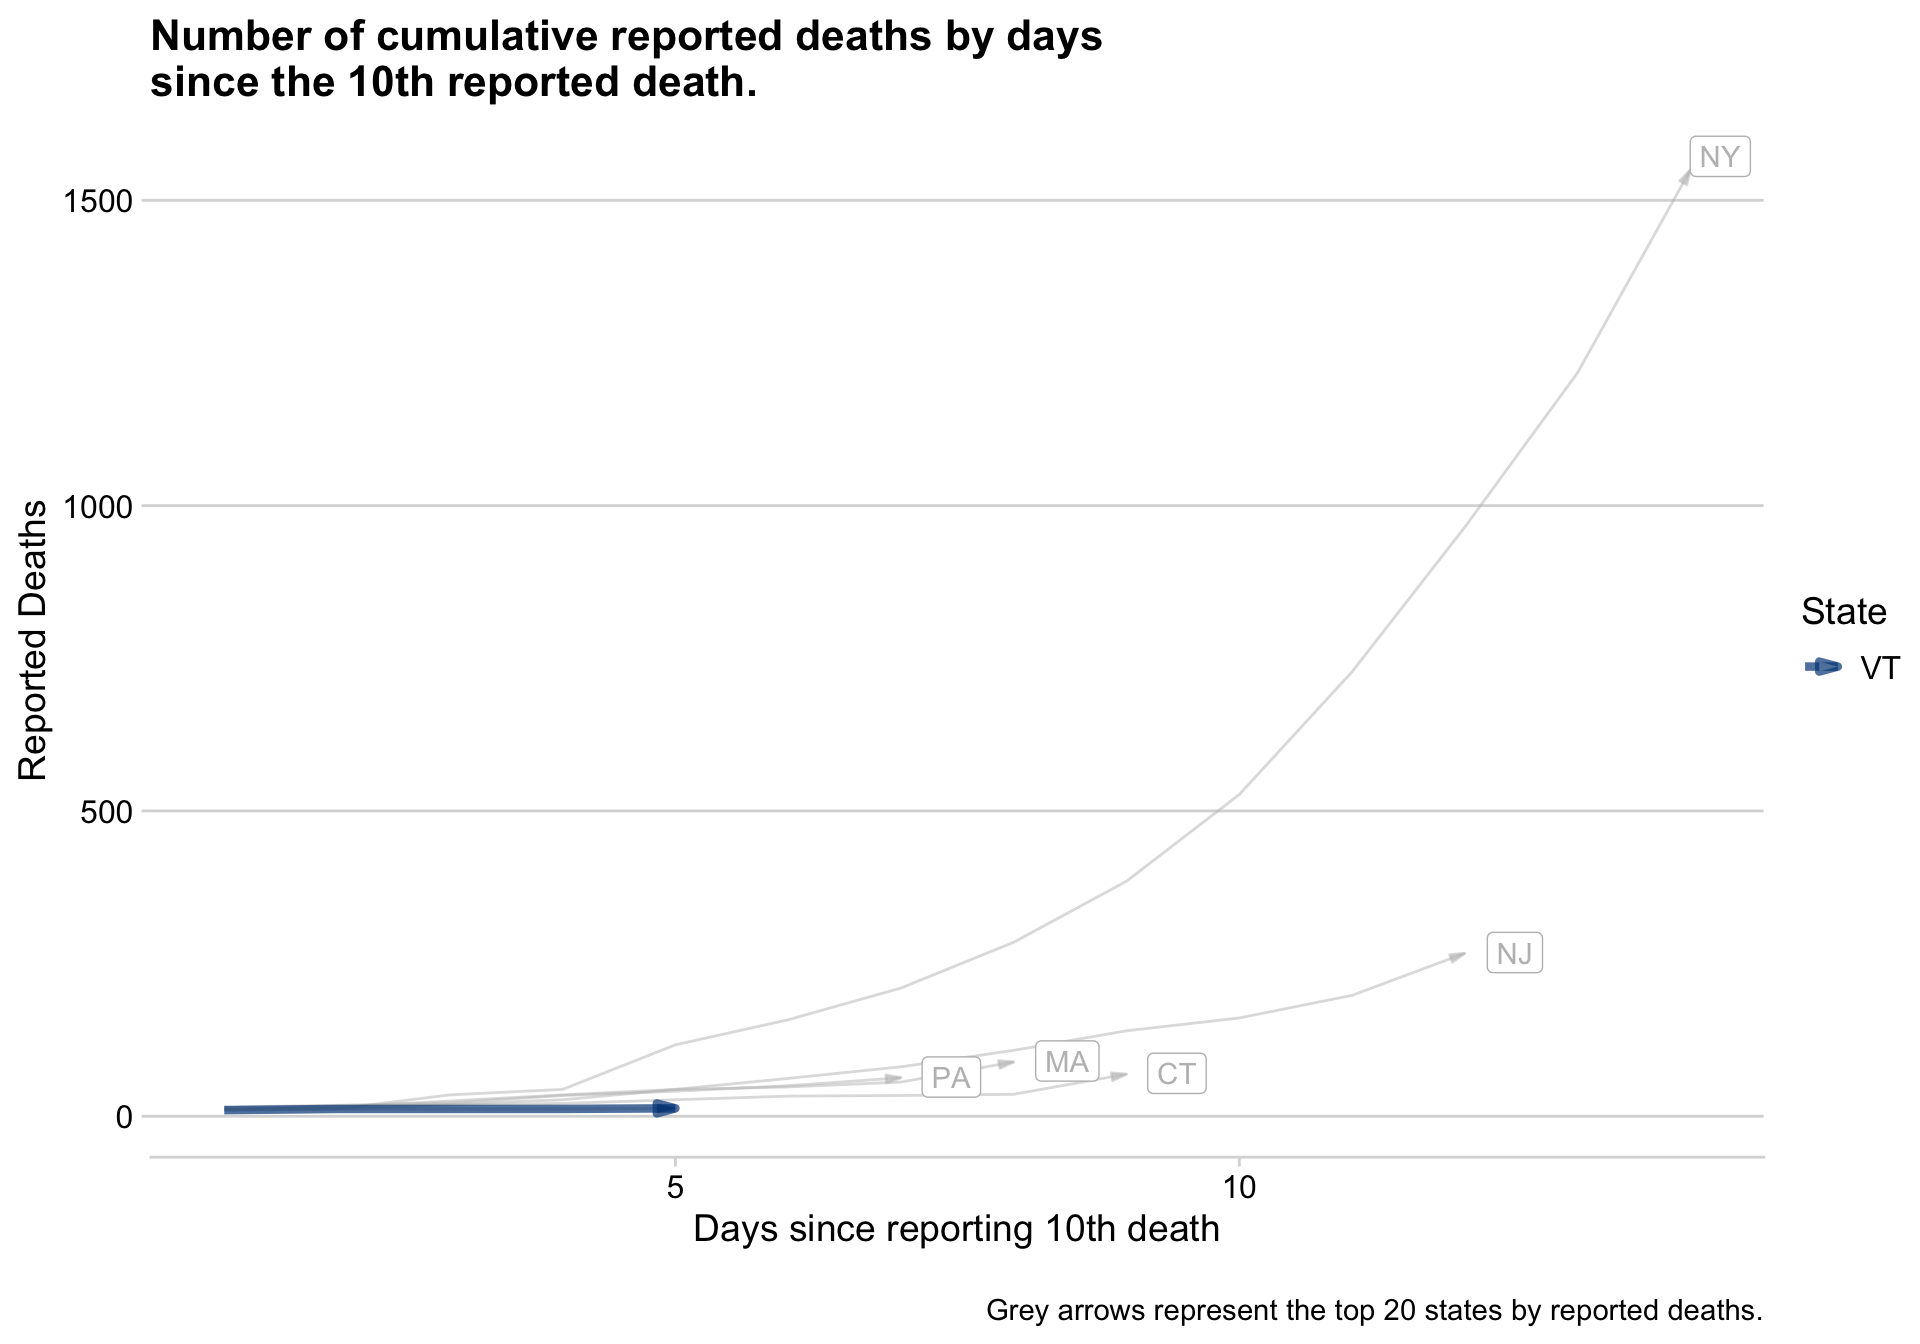 Number of cumulative reported deaths by days
since the 10th reported death.
NY
1500
1000
500
0
Reported Deaths
NJ
MA
PA
CT
State
VT
5
10
Days since reporting 10th death
Grey arrows represent the top 20 states by reported deaths.